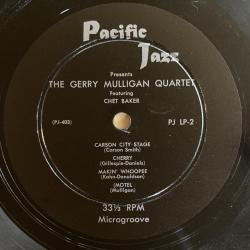 Pacific
Jazz
Presents
THE GERRY MULLIGAN QUARTET
Featuring
CHET BAKER
(PJ-403) PJ LP-2
CARSON CITY STAGE
(Carson Smith)
CHERRY
(Gillespie-Daniels)
MAKIN' WHOOPEE
(Kahn-Donaldson)
MOTEL
(Mulligan)
33⅓ RPM
Microgroove